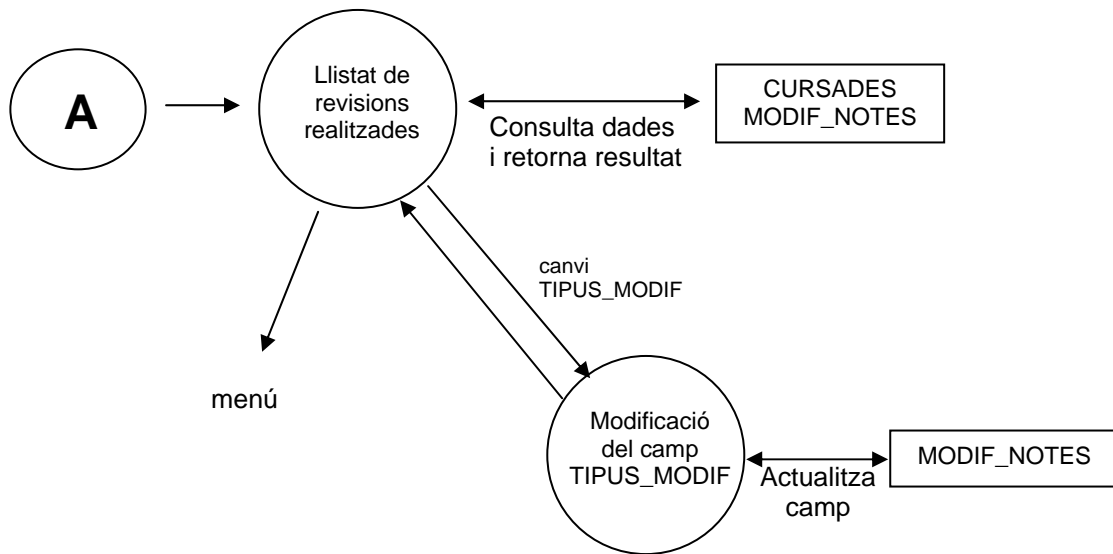 A
Llistat de
revisions
realitzades
CURSADES
MODIF_NOTES
Consulta dades
i retorna resultat
canvi
TIPUS_MODIF
menú
Modificació
del camp
TIPUS_MODIF
MODIF_NOTES
Actualitza
camp